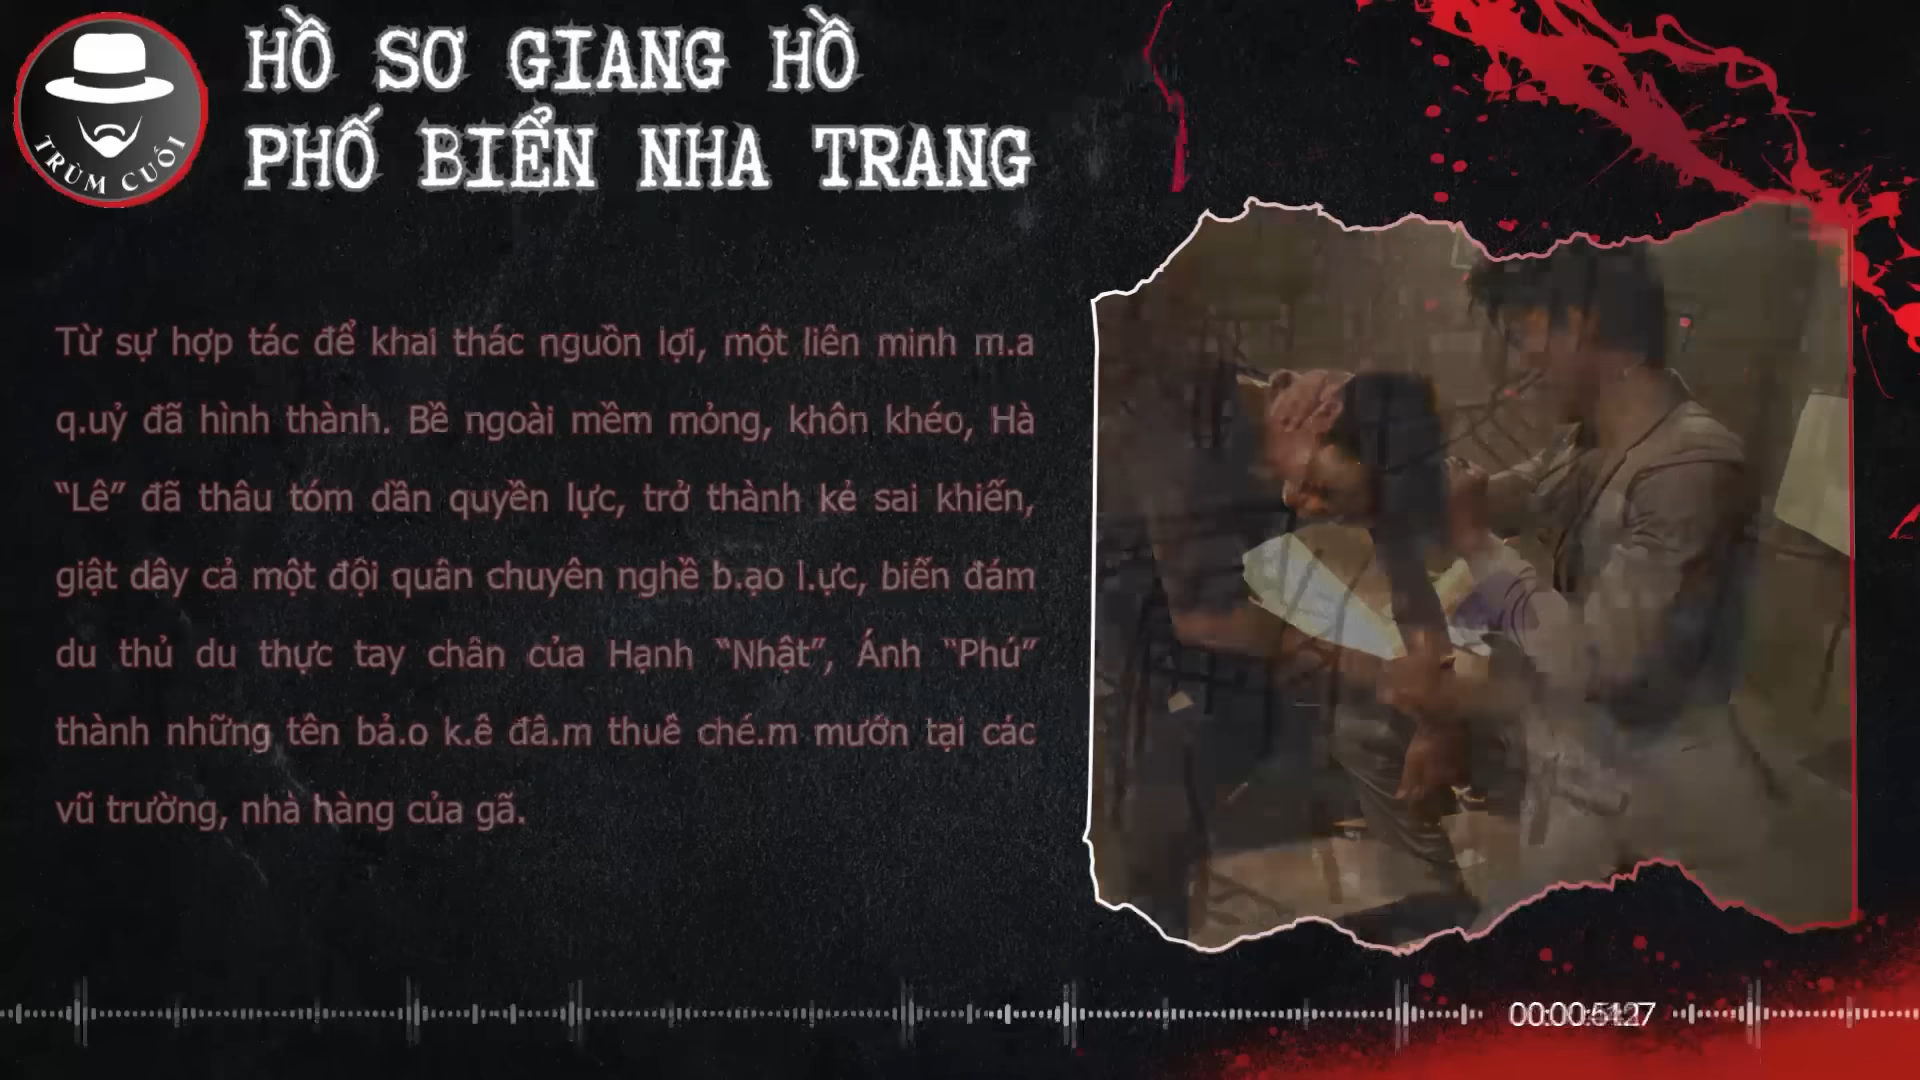 HỒ SƠ GIANG HỒ
PHỐ BIỂN NHA TRANG
TRÙM CUỐI
Từ sự hợp tác để khai thác nguồn lợi, một liên minh m.a
q.uỷ đã hình thành. Bề ngoài mềm mỏng, khôn khéo, Hà
“Lê” đã thâu tóm dần quyền lực, trở thành kẻ sai khiến,
giật dây cả một đội quân chuyên nghề b.ạo l.ực, biến đám
du thủ du thực tay chân của Hạnh “Nhật”, Ánh “Phú”
thành những tên bả.o k.ê đâ.m thuê ché.m mướn tại các
vũ trường, nhà hàng của gã.